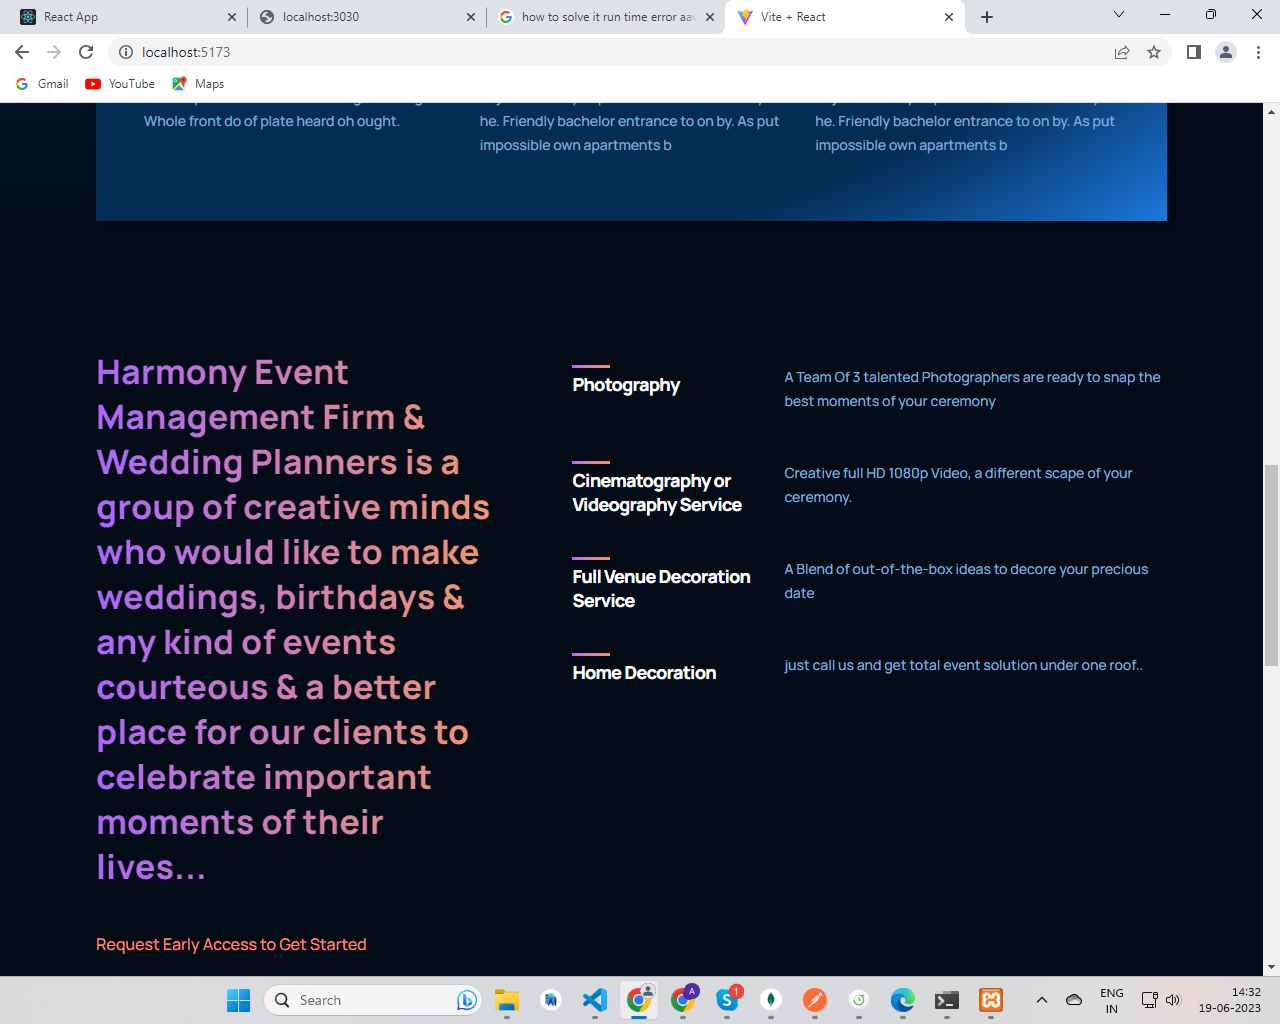 React App
localhost:3030
how to solve it run time error aav
Vite + React
localhost:5173
Gmail
YouTube
Maps
Whole front do of plate heard oh ought.
he. Friendly bachelor entrance to on by. As put
impossible own apartments b
he. Friendly bachelor entrance to on by. As put
impossible own apartments b
Harmony Event
Management Firm &
Wedding Planners is a
group of creative minds
who would like to make
weddings, birthdays &
any kind of events
courteous & a better
place for our clients to
celebrate important
moments of their
lives...
Request Early Access to Get Started
Photography
A Team Of 3 talented Photographers are ready to snap the
best moments of your ceremony
Cinematography or
Videography Service
Creative full HD 1080p Video, a different scape of your
ceremony.
Full Venue Decoration
Service
A Blend of out-of-the-box ideas to decore your precious
date
Home Decoration
just call us and get total event solution under one roof..
Search
A
1
ENG
IN
14:32
19-06-2023